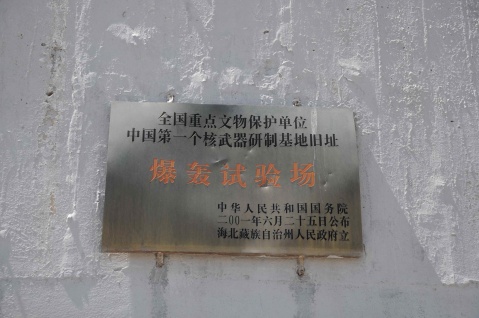 全国重点文物保护单位
中国第一个核武器研制基地旧址
爆轰试验场
中华人民共和国国务院
二〇〇一年六月二十五日公布
海北藏族自治州人民政府立